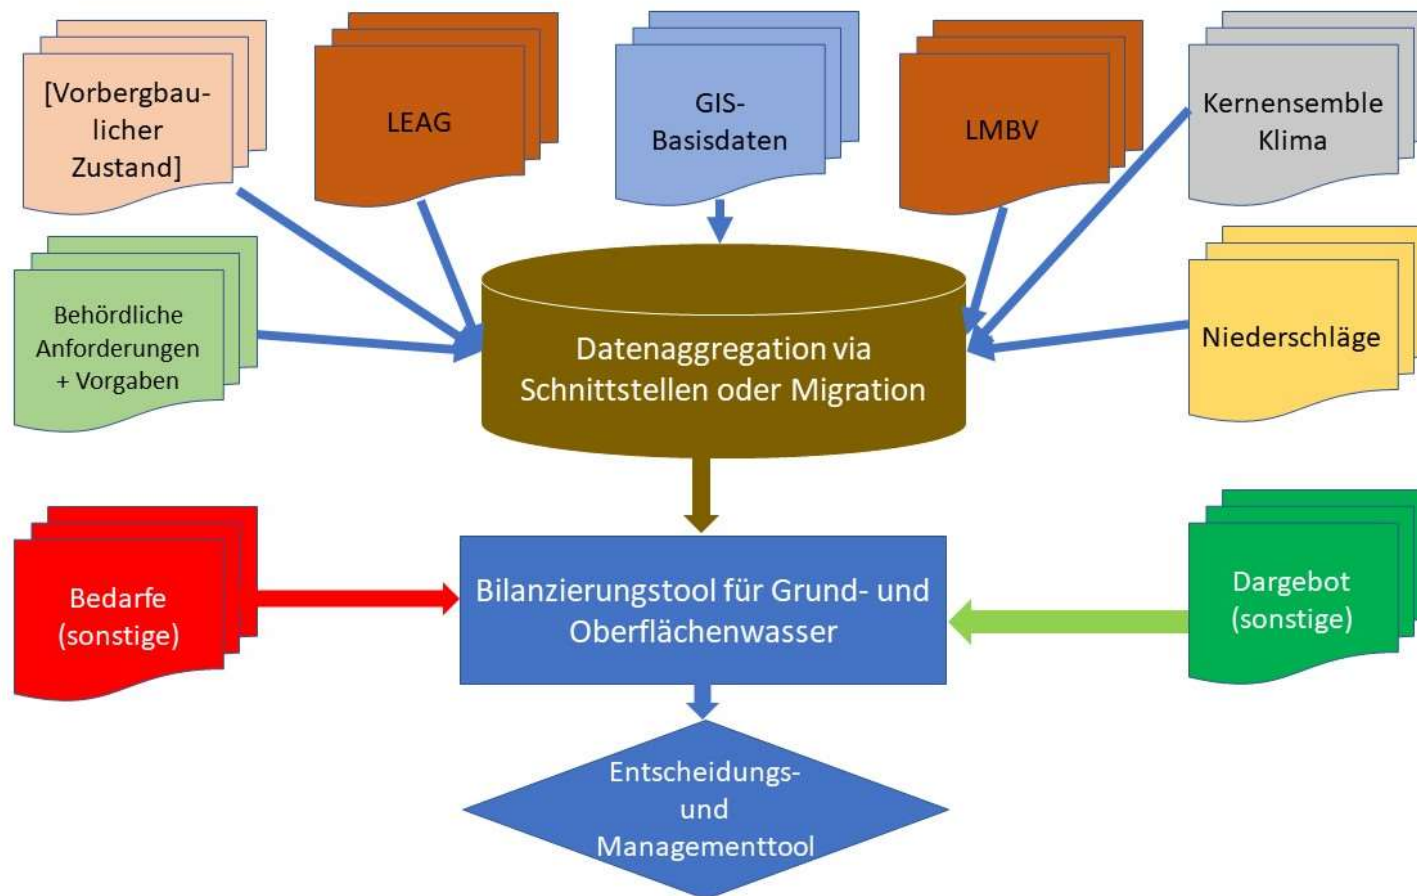 [Vorbergbau-
licher
Zustand]
LEAG
GIS-
Basisdaten
LMBV
Kernensemble
Klima
Behördliche
Anforderungen
+ Vorgaben
Datenaggregation via
Schnittstellen oder Migration
Niederschläge
Bedarfe
(sonstige)
Bilanzierungstool für Grund- und
Oberflächenwasser
Dargebot
(sonstige)
Entscheidungs-
und
Managementtool